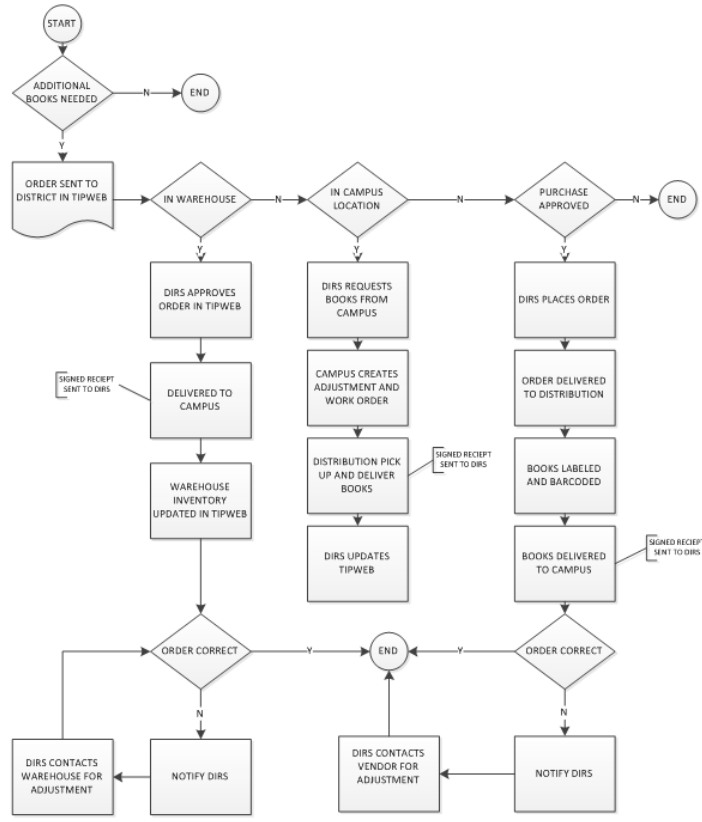 START
ADDITIONAL
BOOKS NEEDED
N
END
Y
ORDER SENT TO
DISTRICT IN TIPWEB
IN WAREHOUSE
N
IN CAMPUS
LOCATION
N
PURCHASE
APPROVED
N
END
Y
Y
Y
DIRS APPROVES
ORDER IN TIPWEB
DIRS REQUESTS
BOOKS FROM
CAMPUS
DIRS PLACES ORDER
SIGNED RECIEPT
SENT TO DIRS
DELIVERED TO
CAMPUS
CAMPUS CREATES
ADJUSTMENT AND
WORK ORDER
ORDER DELIVERED
TO DISTRIBUTION
WAREHOUSE
INVENTORY
UPDATED IN TIPWEB
DISTRIBUTION PICK
UP AND DELIVER
BOOKS
SIGNED RECIEPT
SENT TO DIRS
BOOKS LABELED
AND BARCODED
DIRS UPDATES
TIPWEB
BOOKS DELIVERED
TO CAMPUS
SIGNED RECIEPT
SENT TO DIRS
ORDER CORRECT
Y
END
Y
ORDER CORRECT
N
N
DIRS CONTACTS
WAREHOUSE FOR
ADJUSTMENT
NOTIFY DIRS
DIRS CONTACTS
VENDOR FOR
ADJUSTMENT
NOTIFY DIRS